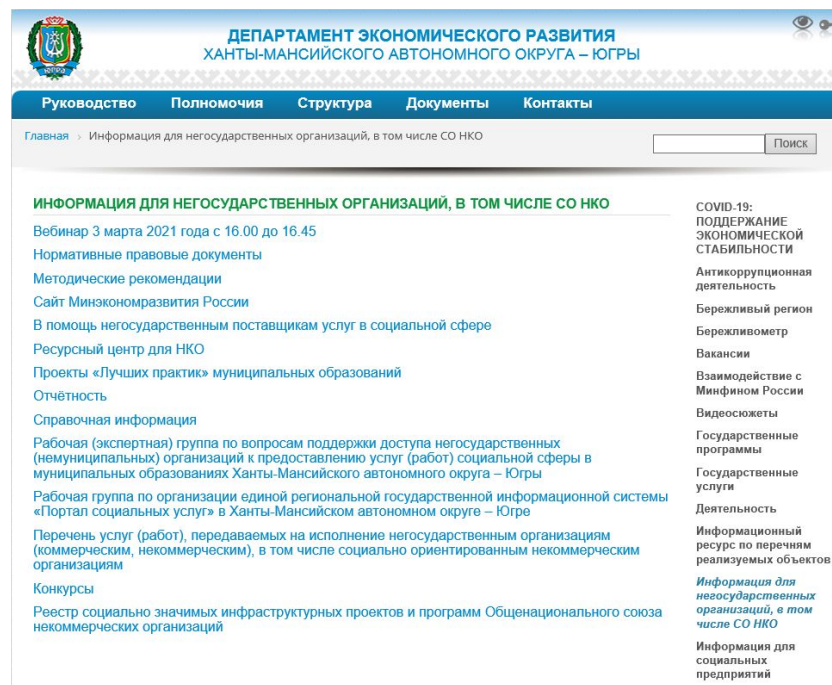 ДЕПАРТАМЕНТ ЭКОНОМИЧЕСКОГО РАЗВИТИЯ
ХАНТЫ-МАНСИЙСКОГО АВТОНОМНОГО ОКРУГА – ЮГРЫ
ЮГРА
Руководство Полномочия Структура Документы Контакты
Главная › Информация для негосударственных организаций, в том числе СО НКО
Поиск
ИНФОРМАЦИЯ ДЛЯ НЕГОСУДАРСТВЕННЫХ ОРГАНИЗАЦИЙ, В ТОМ ЧИСЛЕ СО НКО
Вебинар 3 марта 2021 года с 16.00 до 16.45
Нормативные правовые документы
Методические рекомендации
Сайт Минэкономразвития России
В помощь негосударственным поставщикам услуг в социальной сфере
Ресурсный центр для НКО
Проекты «Лучших практик» муниципальных образований
Отчётность
Справочная информация
Рабочая (экспертная) группа по вопросам поддержки доступа негосударственных
(немуниципальных) организаций к предоставлению услуг (работ) социальной сферы в
муниципальных образованиях Ханты-Мансийского автономного округа – Югры
Рабочая группа по организации единой региональной государственной информационной системы
«Портал социальных услуг» в Ханты-Мансийском автономном округе – Югре
Перечень услуг (работ), передаваемых на исполнение негосударственным организациям
(коммерческим, некоммерческим), в том числе социально ориентированным некоммерческим
организациям
Конкурсы
Реестр социально значимых инфраструктурных проектов и программ Общенационального союза
некоммерческих организаций
COVID-19:
ПОДДЕРЖАНИЕ
ЭКОНОМИЧЕСКОЙ
СТАБИЛЬНОСТИ
Антикоррупционная
деятельность
Бережливый регион
Бережливометр
Вакансии
Взаимодействие с
Минфином России
Видеосюжеты
Государственные
программы
Государственные
услуги
Деятельность
Информационный
ресурс по перечням
реализуемых объектов
Информация для
негосударственных
организаций, в том
числе СО НКО
Информация для
социальных
предприятий